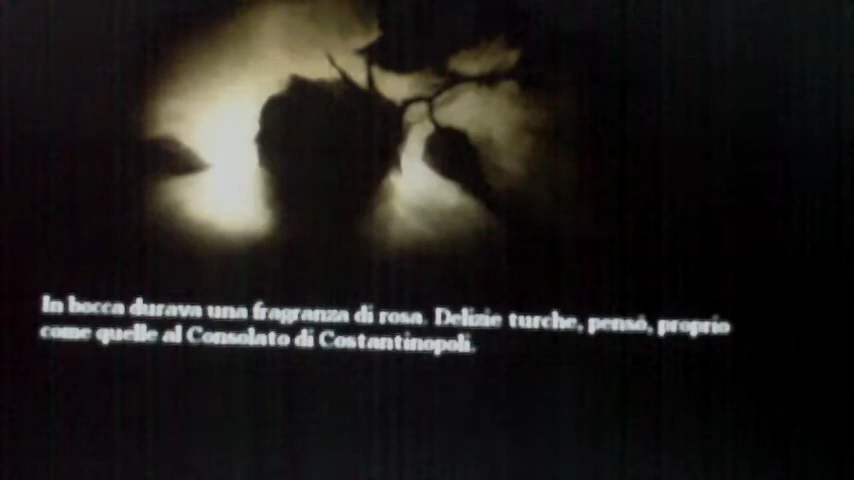 In bocca durava una fragranza di rosa. Delizie turche, pensò, proprio
come quelle al Consolato di Costantinopoli.